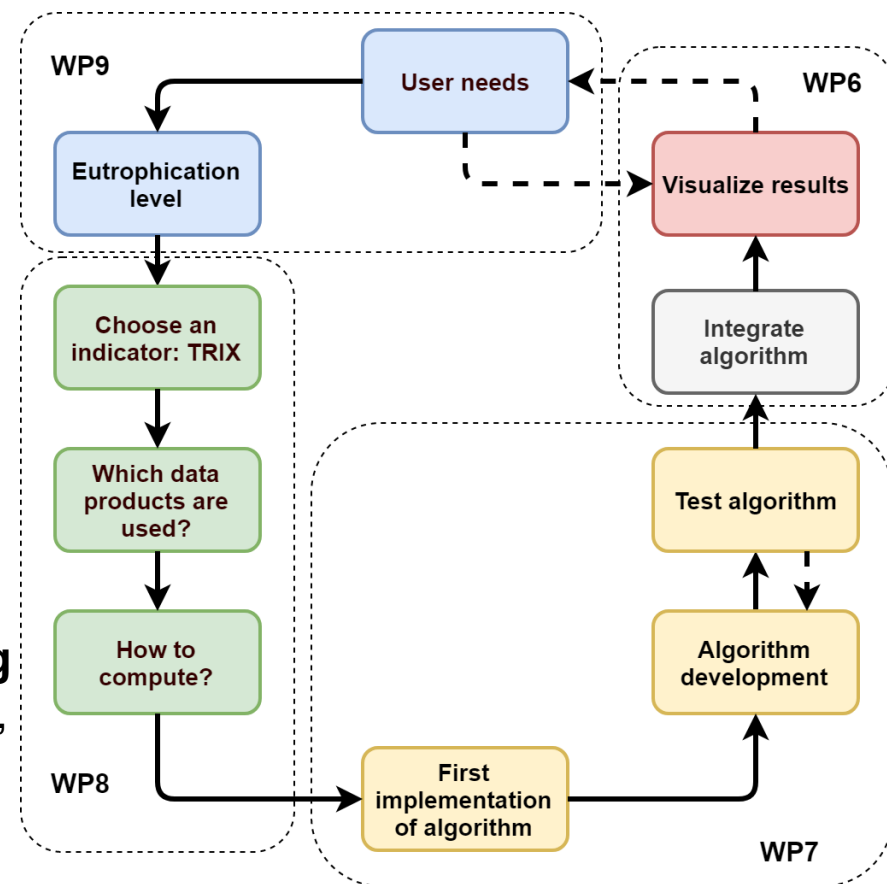 WP9
User needs
WP6
Eutrophication
level
Visualize results
Choose an
indicator: TRIX
Integrate
algorithm
Which data
products are
used?
Test algorithm
g
,
How to
compute?
Algorithm
development
WP8
First
implementation
of algorithm
WP7